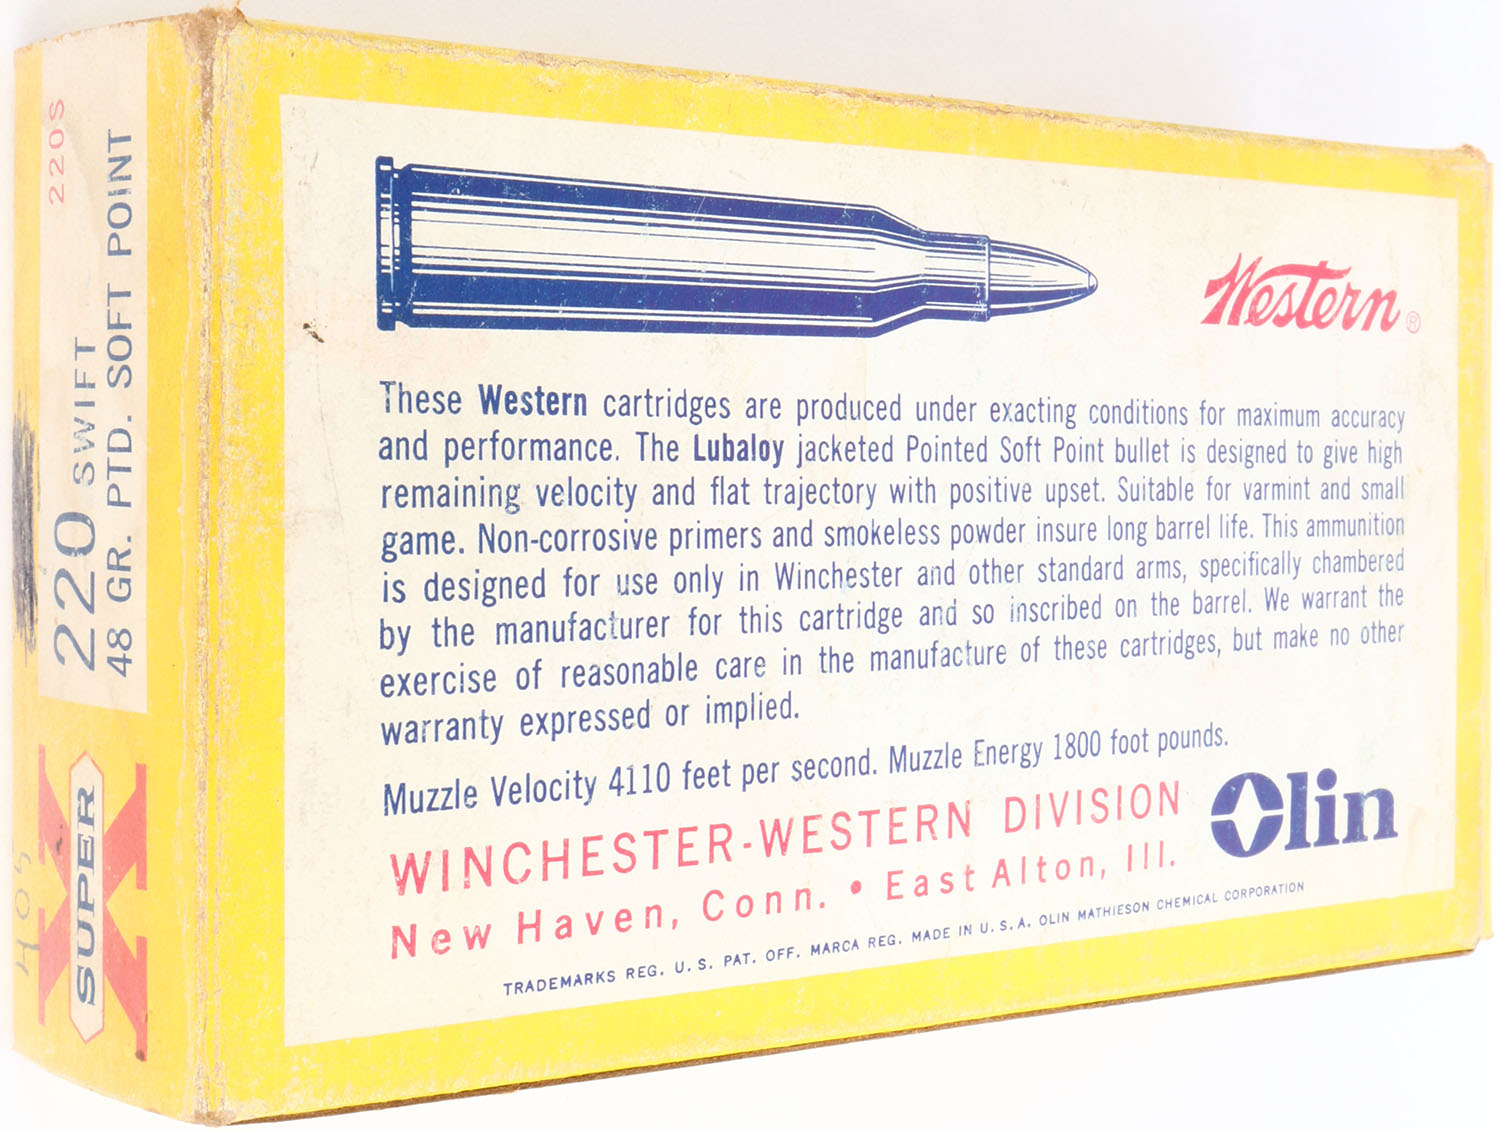 220S
220 SWIFT
48 GR. PTD. SOFT POINT
SUPER
X
405
Western®
These Western cartridges are produced under exacting conditions for maximum accuracy
and performance. The Lubaloy jacketed Pointed Soft Point bullet is designed to give high
remaining velocity and flat trajectory with positive upset. Suitable for varmint and small
game. Non-corrosive primers and smokeless powder insure long barrel life. This ammunition
is designed for use only in Winchester and other standard arms, specifically chambered
by the manufacturer for this cartridge and so inscribed on the barrel. We warrant the
exercise of reasonable care in the manufacture of these cartridges, but make no other
warranty expressed or implied.
Muzzle Velocity 4110 feet per second. Muzzle Energy 1800 foot pounds.
WINCHESTER-WESTERN DIVISION
New Haven, Conn. • East Alton, Ill.
Olin
TRADEMARKS REG. U.S. PAT. OFF. MARCA REG. MADE IN U.S.A. OLIN MATHIESON CHEMICAL CORPORATION